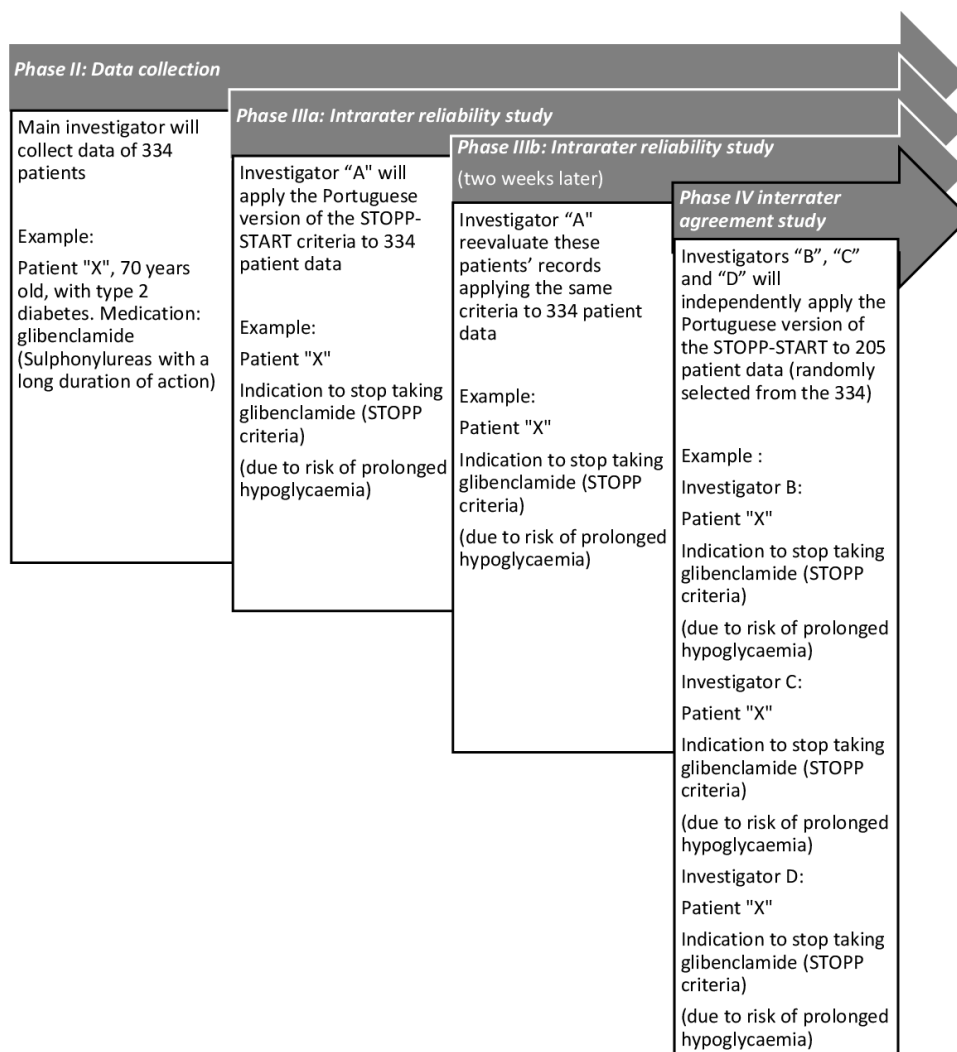 Phase II: Data collection
Main investigator will
collect data of 334
patients
Example:
Patient "X", 70 years
old, with type 2
diabetes. Medication:
glibenclamide
(Sulphonylureas with a
long duration of action)
Phase IIIa: Intrarater reliability study
Investigator “A” will
apply the Portuguese
version of the STOPP-
START criteria to 334
patient data
Example:
Patient "X"
Indication to stop taking
glibenclamide (STOPP
criteria)
(due to risk of prolonged
hypoglycaemia)
Phase IIIb: Intrarater reliability study
(two weeks later)
Investigator “A"
reevaluate these
patients’ records
applying the same
criteria to 334 patient
data
Example:
Patient "X"
Indication to stop taking
glibenclamide (STOPP
criteria)
(due to risk of prolonged
hypoglycaemia)
Phase IV interrater
agreement study
Investigators “B”, “C”
and “D” will
independently apply the
Portuguese version of
the STOPP-START to 205
patient data (randomly
selected from the 334)
Example :
Investigator B:
Patient "X"
Indication to stop taking
glibenclamide (STOPP
criteria)
(due to risk of prolonged
hypoglycaemia)
Investigator C:
Patient "X"
Indication to stop taking
glibenclamide (STOPP
criteria)
(due to risk of prolonged
hypoglycaemia)
Investigator D:
Patient "X"
Indication to stop taking
glibenclamide (STOPP
criteria)
(due to risk of prolonged
hypoglycaemia)